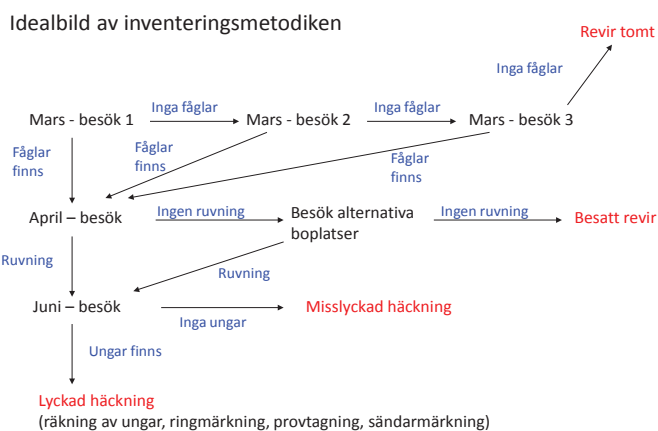 Idealbild av inventeringsmetodiken
Revir tomt
Inga fåglar
Mars - besök 1
Inga fåglar
Mars - besök 2
Inga fåglar
Mars - besök 3
Fåglar
finns
Fåglar
finns
Fåglar
finns
April – besök
Ingen ruvning
Besök alternativa
boplatser
Ingen ruvning
Besatt revir
Ruvning
Ruvning
Juni – besök
Inga ungar
Misslyckad häckning
Ungar finns
Lyckad häckning
(räkning av ungar, ringmärkning, provtagning, sändarmärkning)